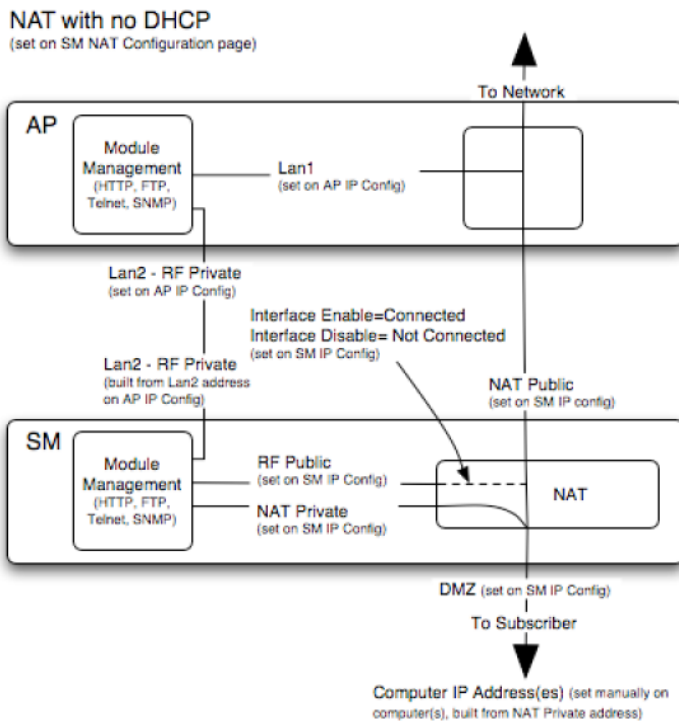 NAT with no DHCP
(set on SM NAT Configuration page)
To Network
AP
Module
Management
(HTTP, FTP,
Telnet, SNMP)
Lan1
(set on AP IP Config)
Lan2 - RF Private
(set on AP IP Config)
Interface Enable=Connected
Interface Disable= Not Connected
(set on SM IP Config)
Lan2 - RF Private
(built from Lan2 address
on AP IP Config)
NAT Public
(set on SM IP config)
SM
Module
Management
(HTTP, FTP,
Telnet, SNMP)
RF Public
(set on SM IP Config)
NAT Private
(set on SM IP Config)
NAT
DMZ (set on SM IP Config)
To Subscriber
Computer IP Address(es) (set manually on
computer(s), built from NAT Private address)